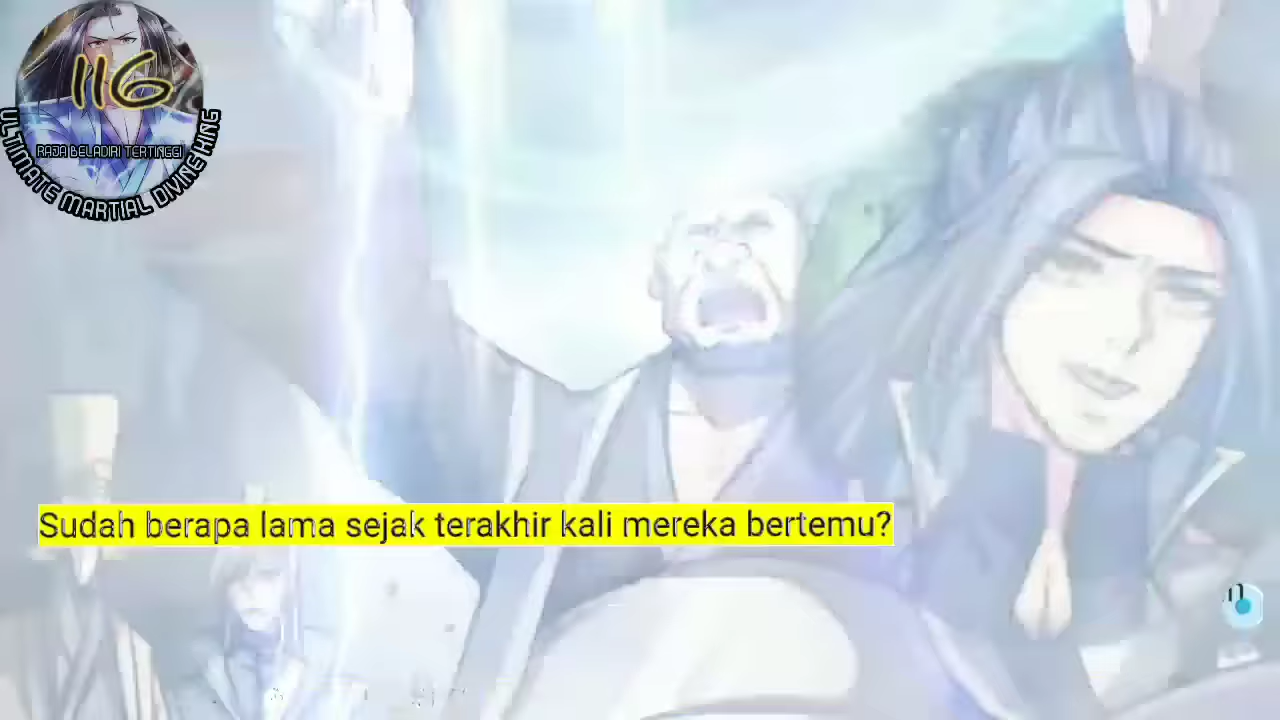 116
RAJA BELADIRI TERTINGGI
ULTIMATE MARTIAL DIVINE KING
Sudah berapa lama sejak terakhir kali mereka bertemu?